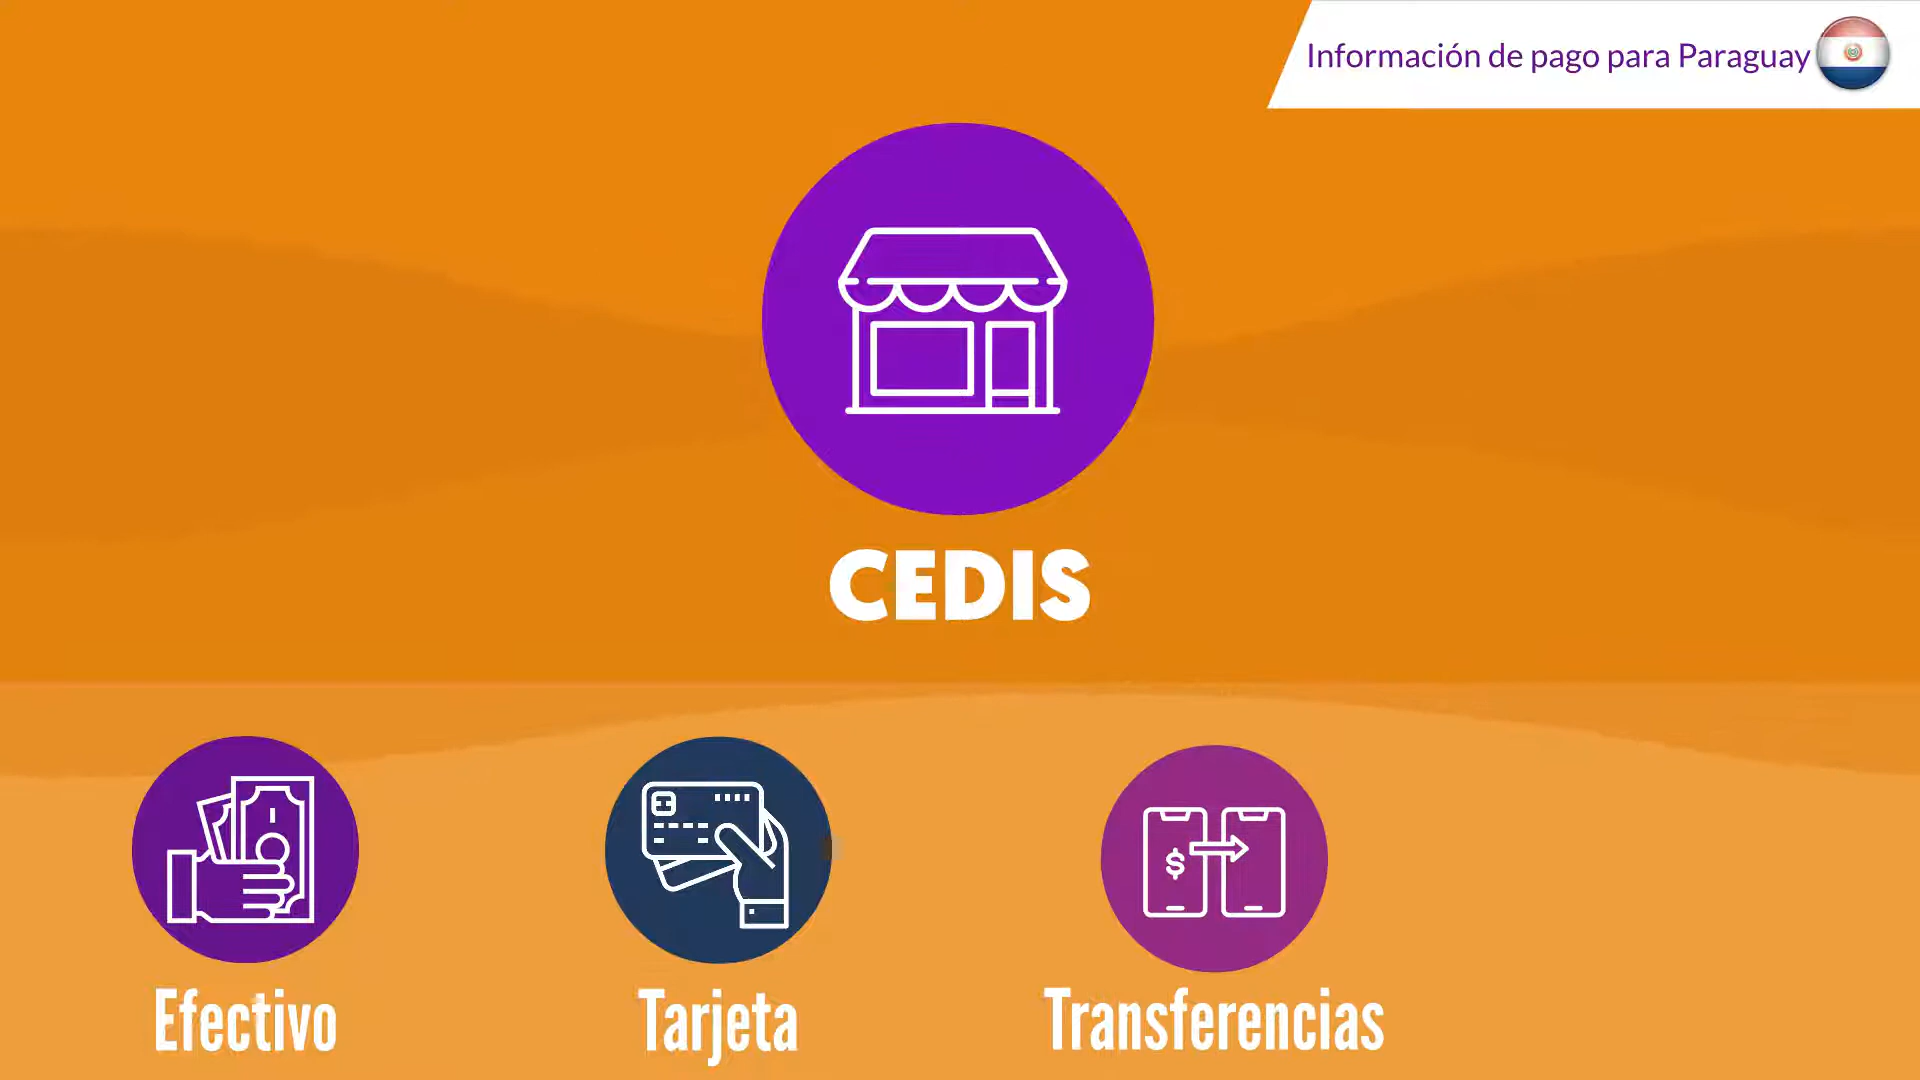 Información de pago para Paraguay
CEDIS
$
Efectivo
Tarjeta
Transferencias